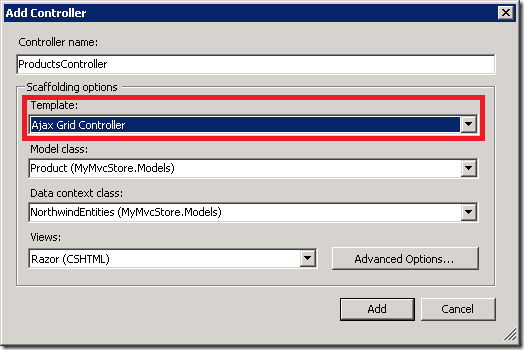 Add Controller
Controller name:
ProductsController
Scaffolding options
Template:
Ajax Grid Controller
Model class:
Product (MyMvcStore.Models)
Data context class:
NorthwindEntities (MyMvcStore.Models)
Views:
Razor (CSHTML)
Advanced Options...
Add
Cancel